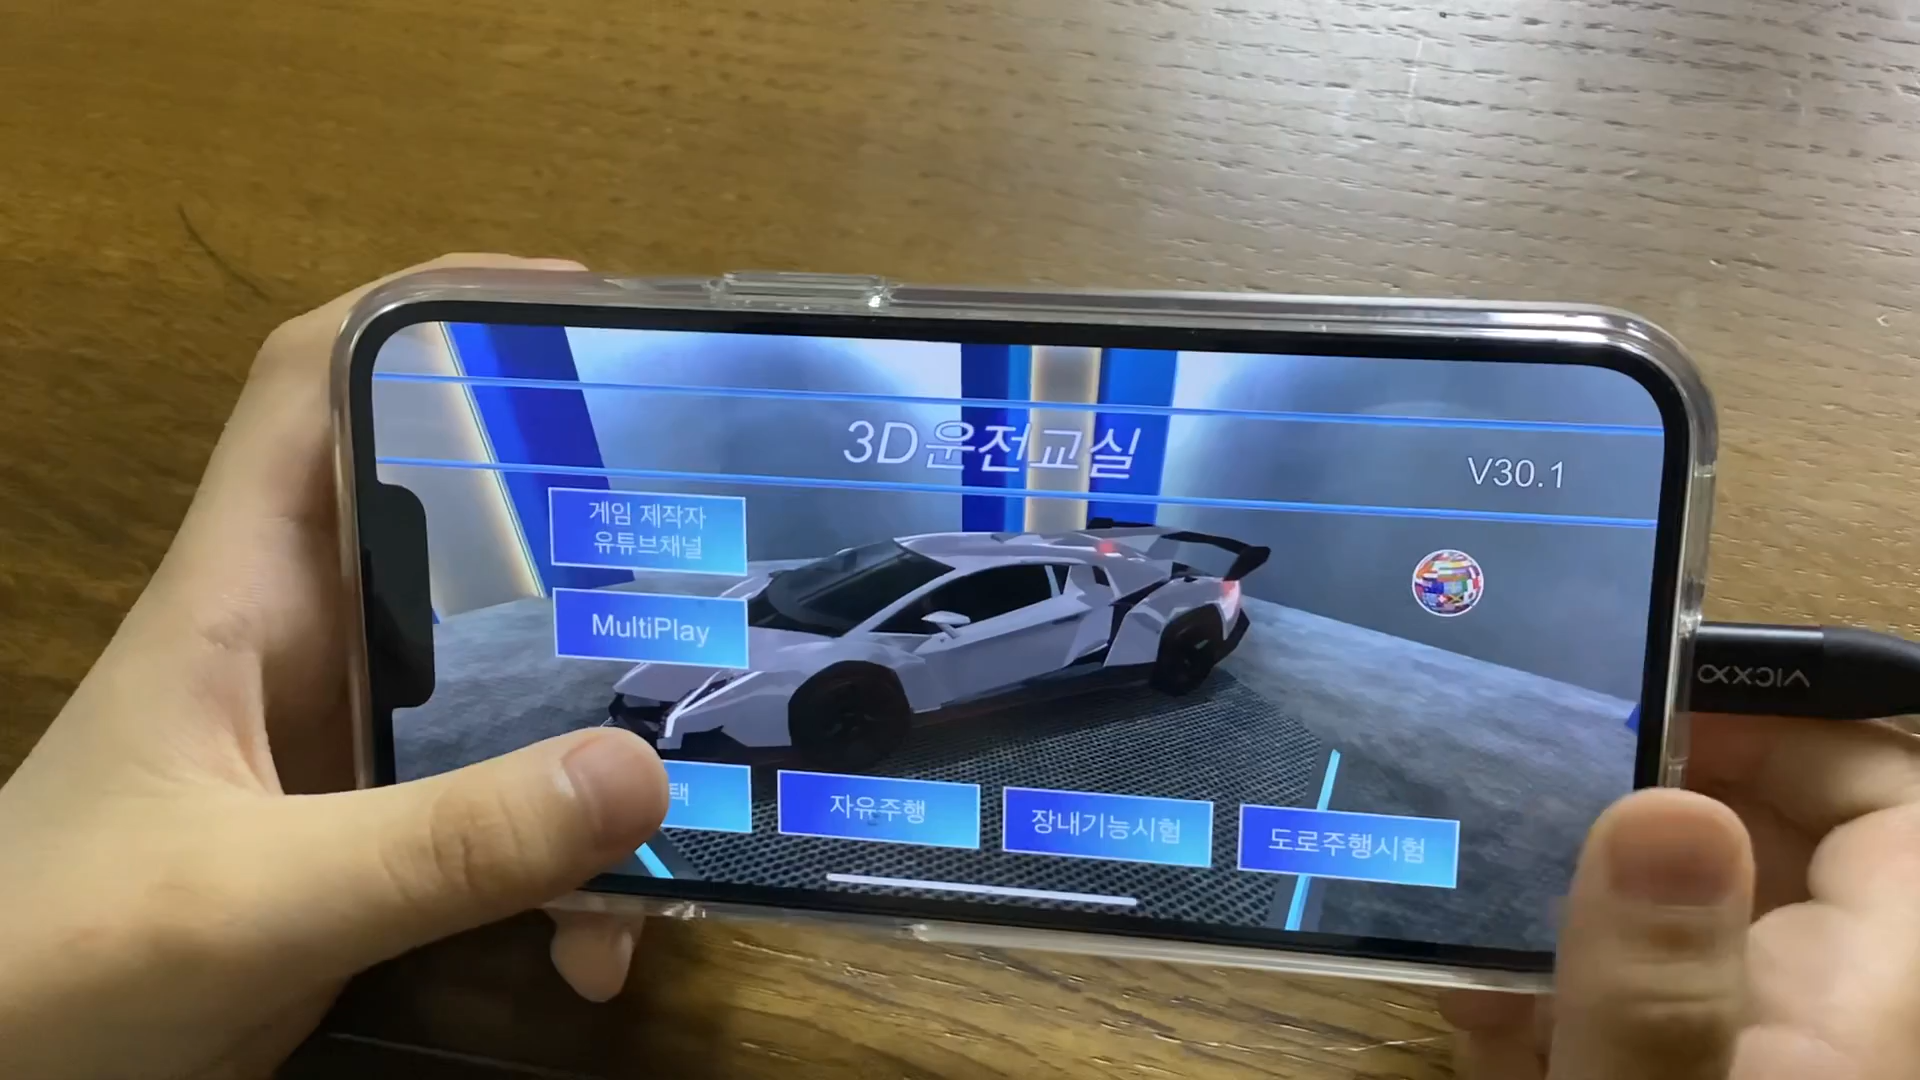 3D운전교실
V30.1
게임 제작자
유튜브채널
MultiPlay
택
자유주행
장내기능시험
도로주행시험
VICXXO